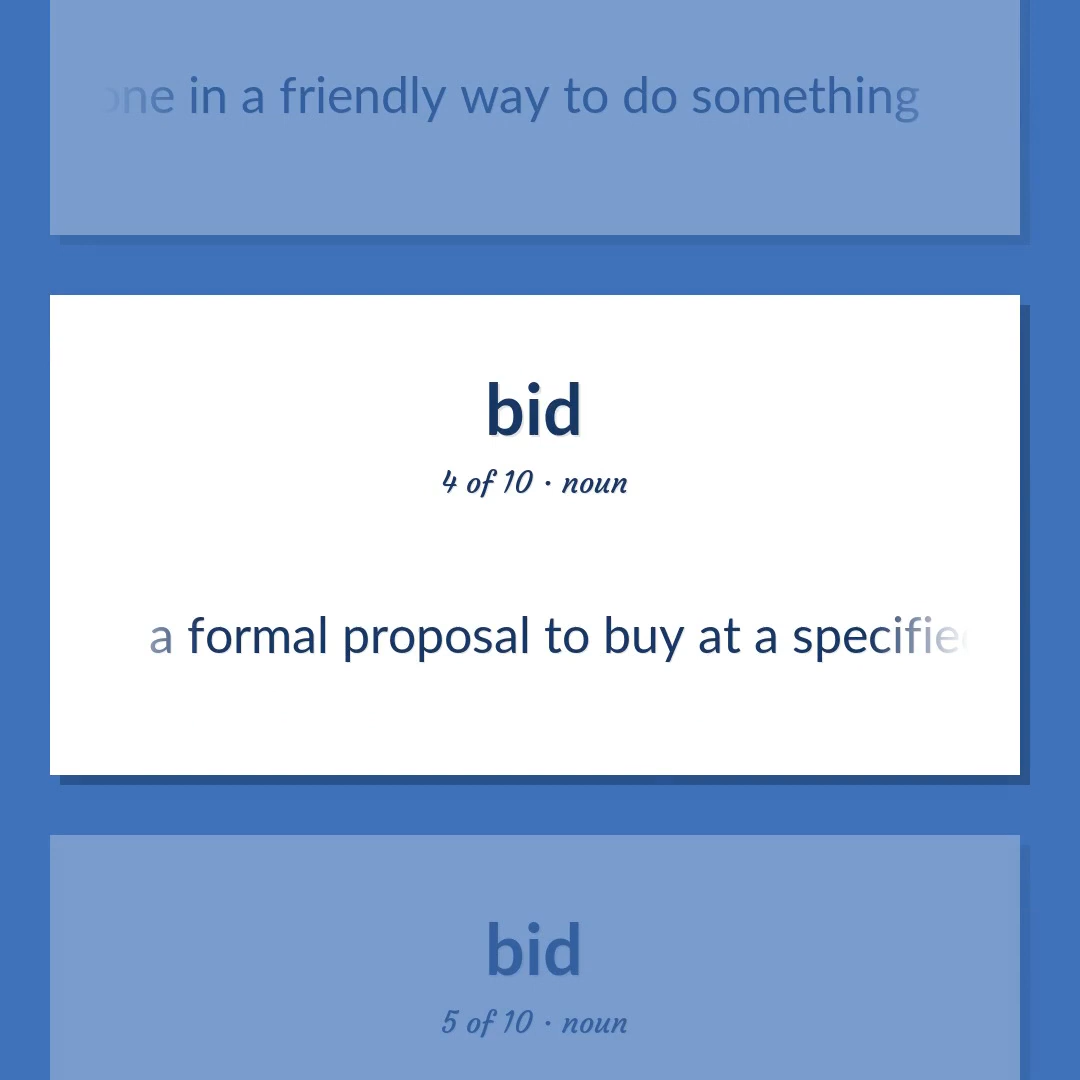 in a friendly way to do something
bid
4 of 10 · noun
a formal proposal to buy at a
bid
5 of 10 · noun